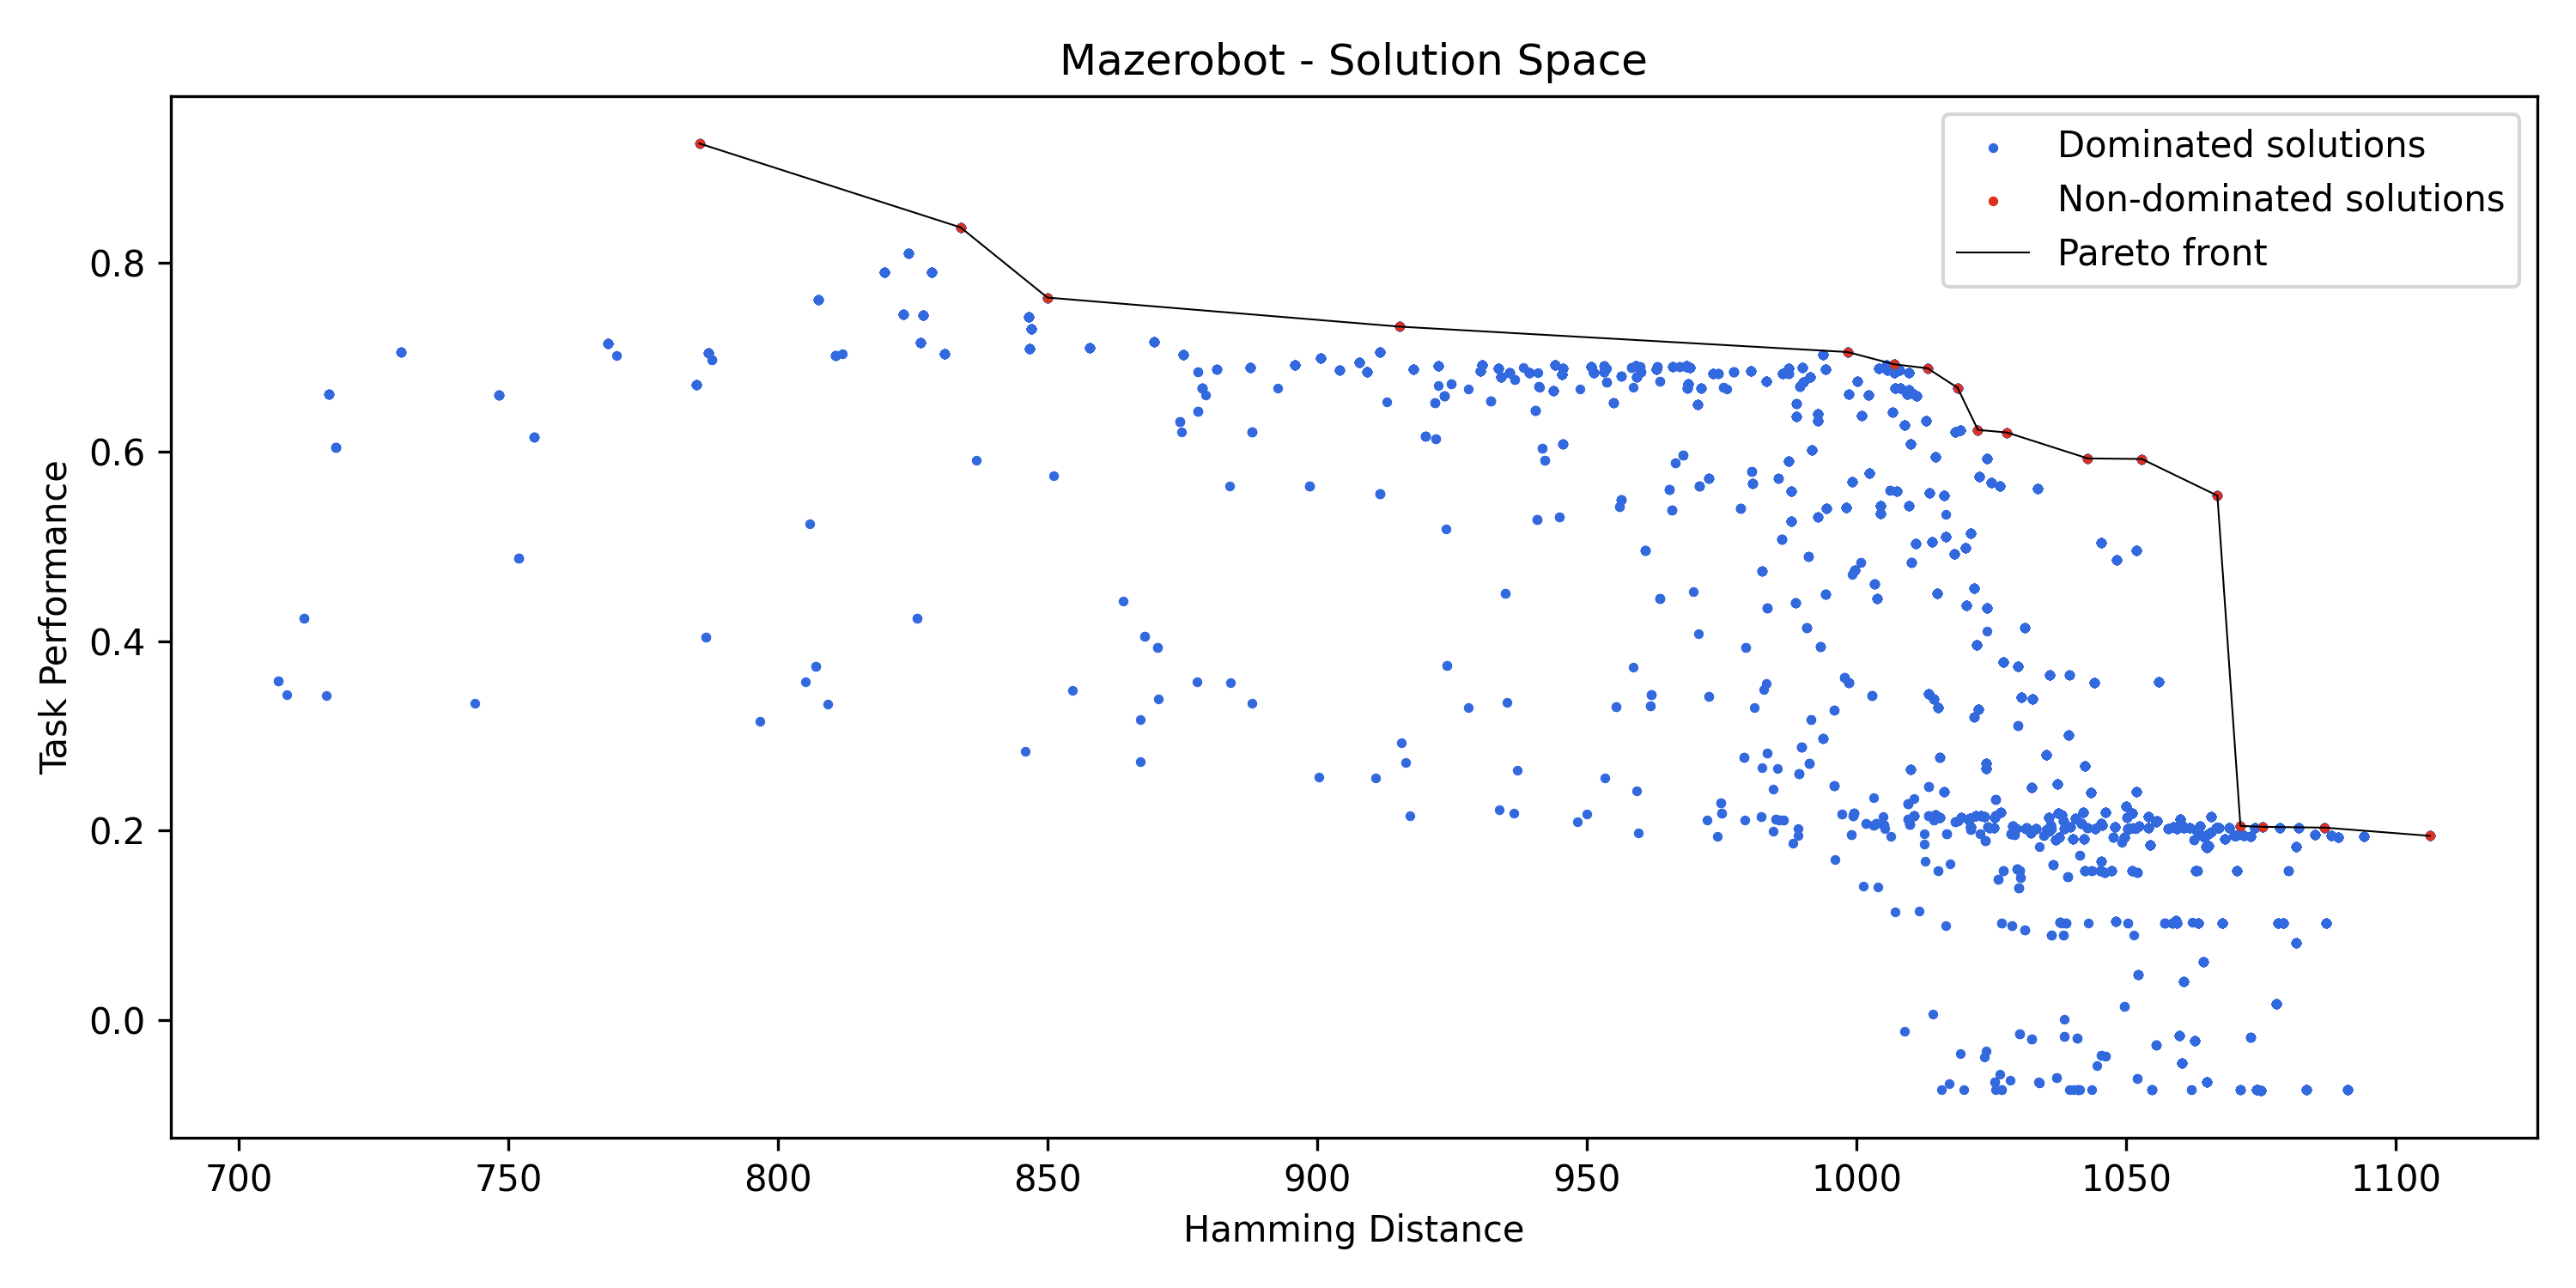 Mazerobot - Solution Space
Dominated solutions
Non-dominated solutions
Pareto front
Task Performance
0.8
0.6
0.4
0.2
0.0
700 750 800 850 900 950 1000 1050 1100
Hamming Distance